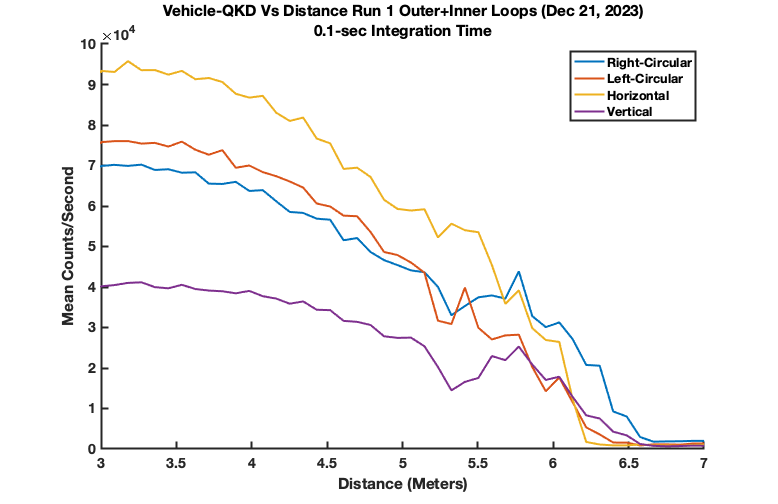 Vehicle-QKD Vs Distance Run 1 Outer+Inner Loops (Dec 21, 2023)
0.1-sec Integration Time
×10⁴
10
9
8
7
6
5
4
3
2
1
0
Mean Counts/Second
Right-Circular
Left-Circular
Horizontal
Vertical
3 3.5 4 4.5 5 5.5 6 6.5 7
Distance (Meters)